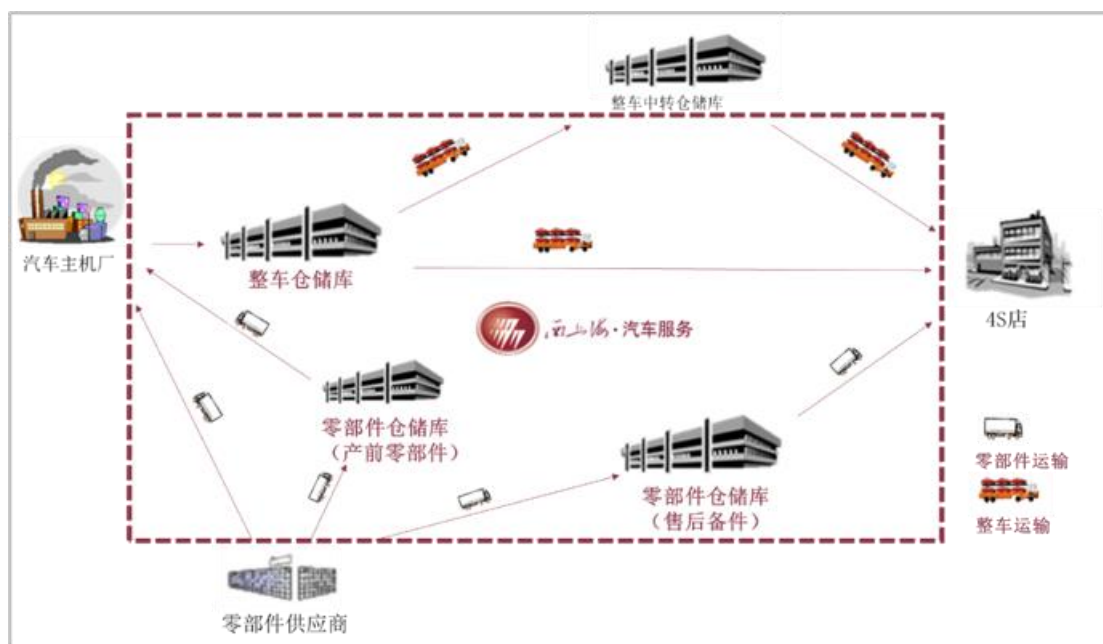 整车中转仓储库
汽车主机厂
整车仓储库
4S店
西上海·汽车服务
零部件仓储库
（产前零部件）
零部件仓储库
（售后备件）
零部件运输
整车运输
零部件供应商